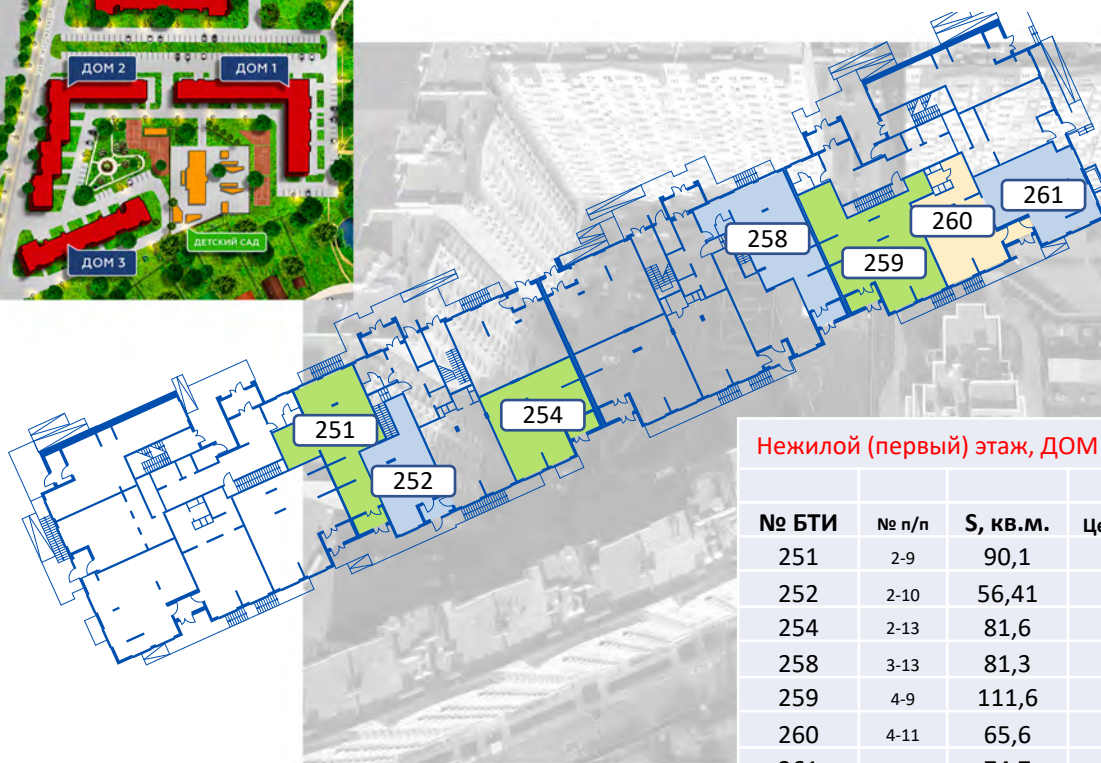 ДОМ 2
ДОМ 1
ДЕТСКИЙ САД
ДОМ 3
261
260
258
259
254
251
252
Нежилой (первый) этаж, ДОМ
№ БТИ № п/п S, кв.м.
251 2-9 90,1
252 2-10 56,41
254 2-13 81,6
258 3-13 81,3
259 4-9 111,6
260 4-11 65,6